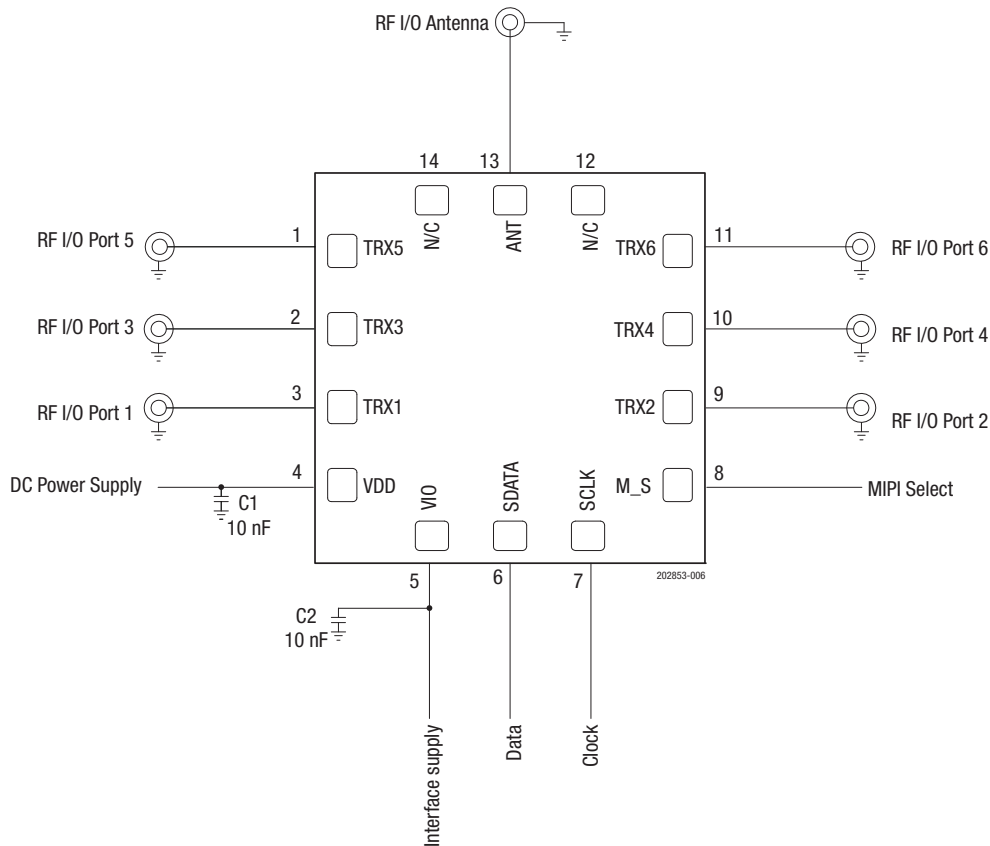 RF I/O Antenna
14
13
12
N/C
ANT
N/C
RF I/O Port 5
1
TRX5
TRX6
11
RF I/O Port 6
RF I/O Port 3
2
TRX3
TRX4
10
RF I/O Port 4
RF I/O Port 1
3
TRX1
TRX2
9
RF I/O Port 2
DC Power Supply
4
VDD
M_S
8
MIPI Select
C1
10 nF
VIO
SDATA
SCLK
5
6
7
202853-006
C2
10 nF
Interface supply
Data
Clock